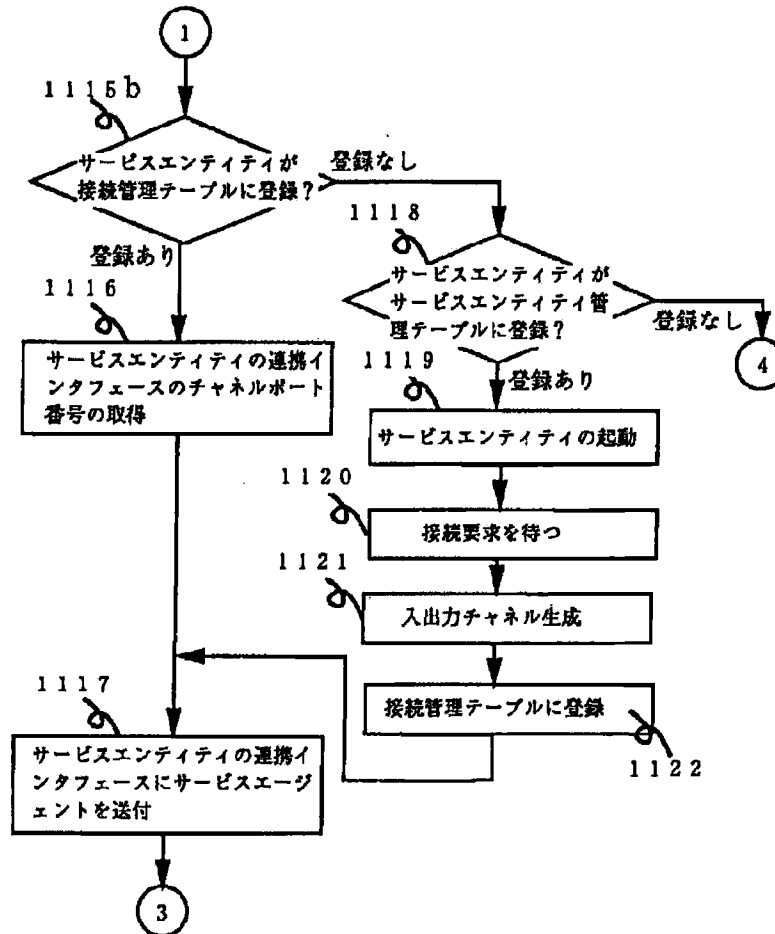 1
1115b
サービスエンティティが
接続管理テーブルに登録?
登録なし
登録あり
1116
サービスエンティティの連携イ
ンタフェースのチャネルポート
番号の取得
1118
サービスエンティティが
サービスエンティティ管
理テーブルに登録?
登録なし
4
登録あり
1119
サービスエンティティの起動
1120
接続要求を待つ
1121
入出力チャネル生成
接続管理テーブルに登録
1122
1117
サービスエンティティの連携イ
ンタフェースにサービスエージ
ェントを送付
3